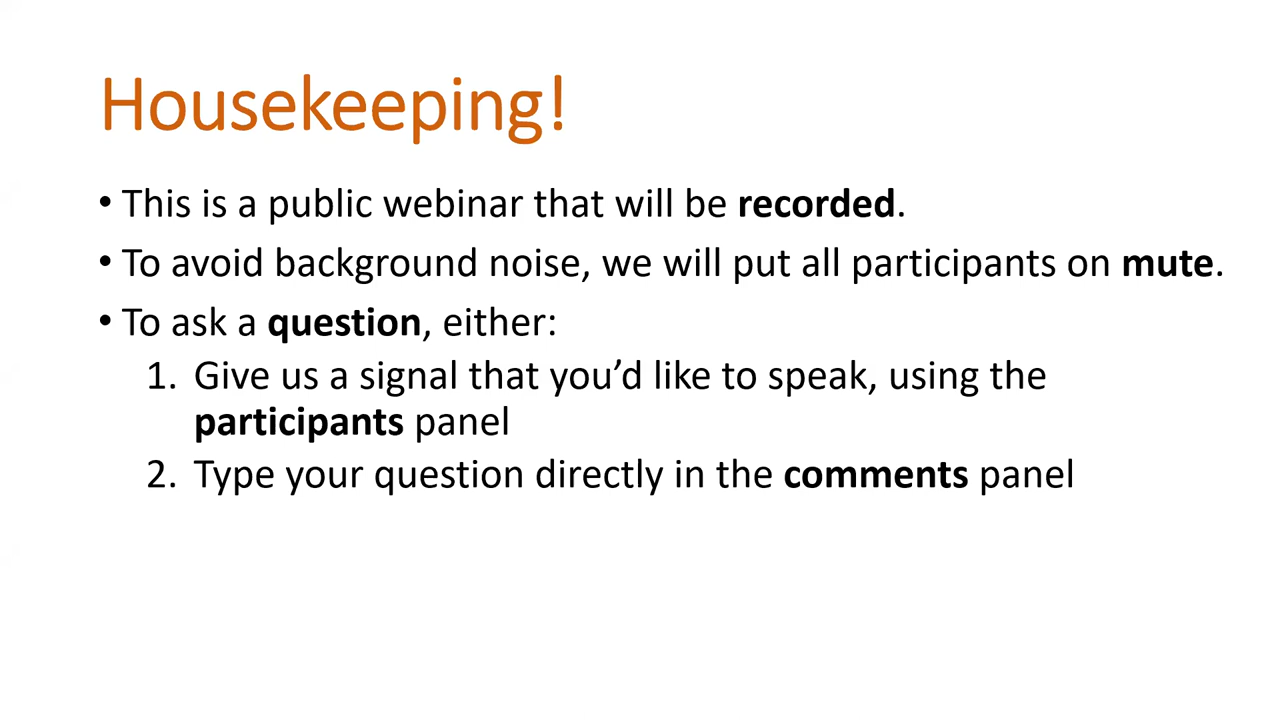 Housekeeping!
• This is a public webinar that will be recorded.
• To avoid background noise, we will put all participants on mute.
• To ask a question, either:
1. Give us a signal that you’d like to speak, using the
participants panel
2. Type your question directly in the comments panel